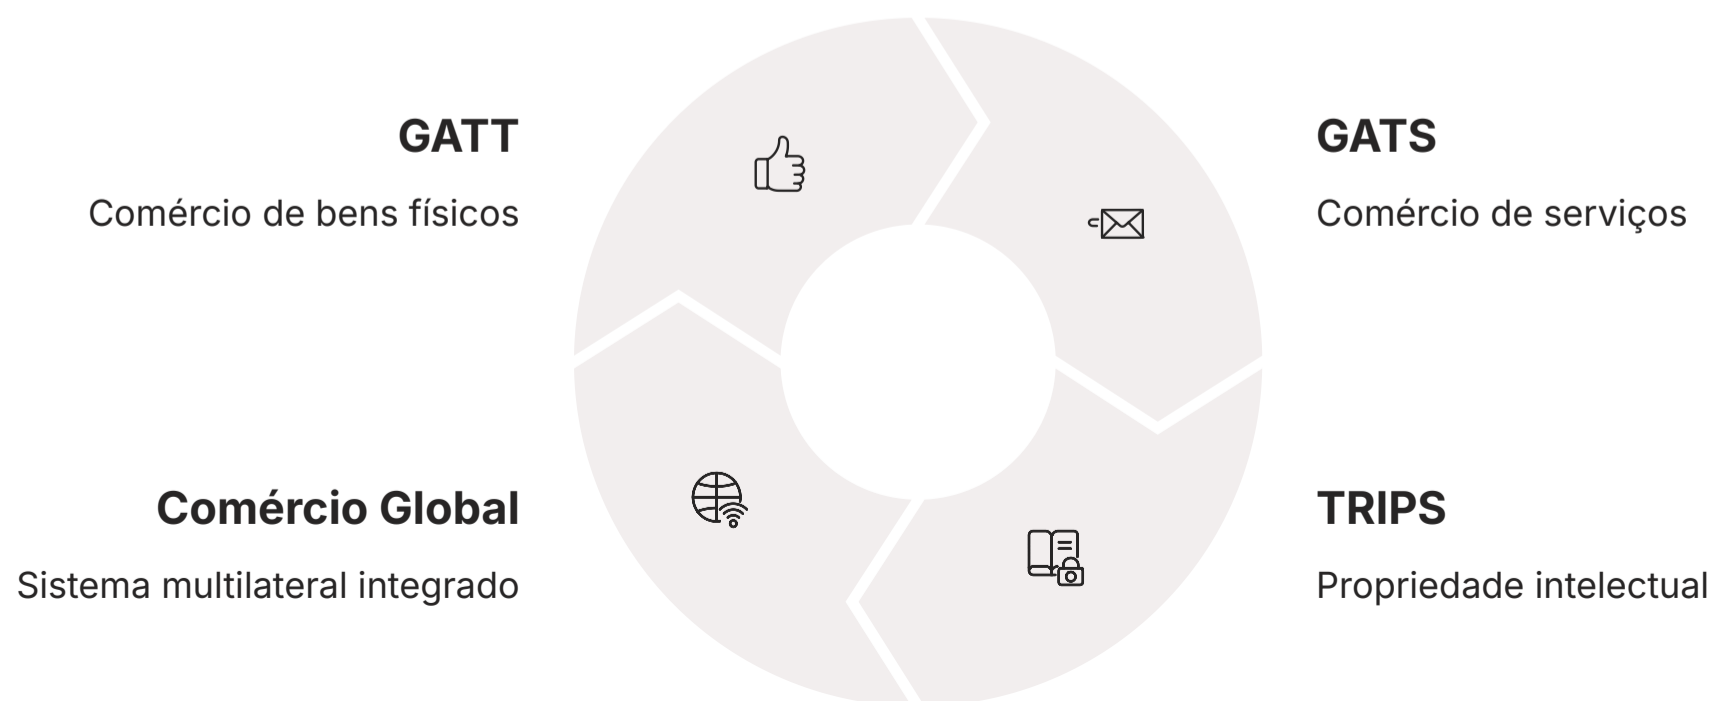 GATT
Comércio de bens físicos
GATS
Comércio de serviços
Comércio Global
Sistema multilateral integrado
TRIPS
Propriedade intelectual